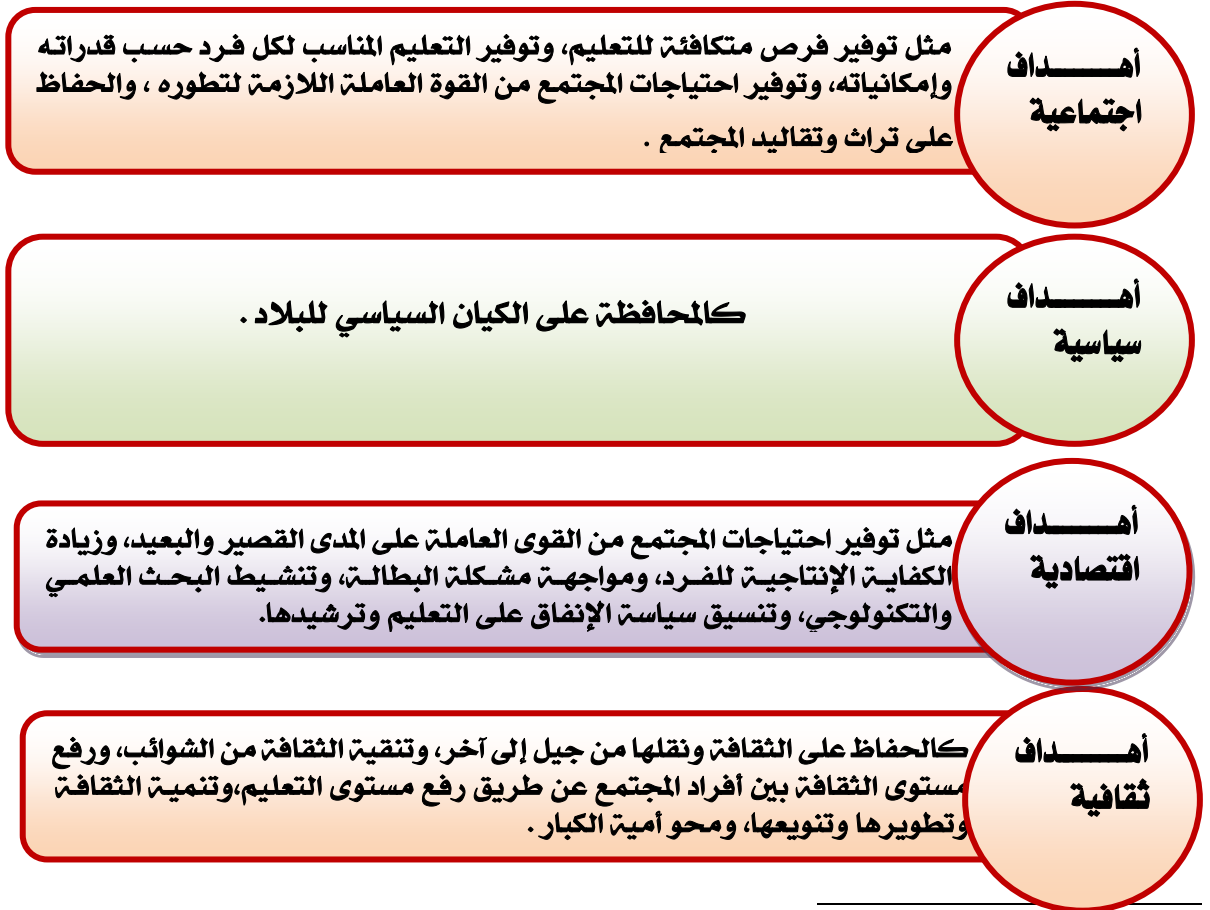 أهداف
اجتماعية
مثل توفير فرص متكافئة للتعليم، وتوفير التعليم المناسب لكل فرد حسب قدراته
وإمكانياته، وتوفير احتياجات المجتمع من القوة العاملة اللازمة لتطوره ، والحفاظ
على تراث وتقاليد المجتمع .
أهداف
سياسية
كالمحافظة على الكيان السياسي للبلاد .
أهداف
اقتصادية
مثل توفير احتياجات المجتمع من القوى العاملة على المدى القصير والبعيد، وزيادة
الكفاية الإنتاجية للفرد، ومواجهة مشكلة البطالة، وتنشيط البحث العلمي
والتكنولوجي، وتنسيق سياسة الإنفاق على التعليم وترشيدها.
أهداف
ثقافية
كالحفاظ على الثقافة ونقلها من جيل إلى آخر، وتنقية الثقافة من الشوائب، ورفع
مستوى الثقافة بين أفراد المجتمع عن طريق رفع مستوى التعليم،وتنمية الثقافة
وتطويرها وتنويعها، ومحو أمية الكبار .